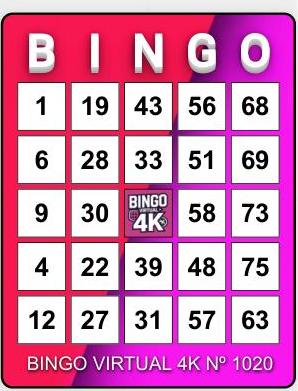 B I N G O
1 19 43 56 68
6 28 33 51 69
9 30 BINGO VIRTUAL 4K 58 73
4 22 39 48 75
12 27 31 57 63
BINGO VIRTUAL 4K Nº 1020